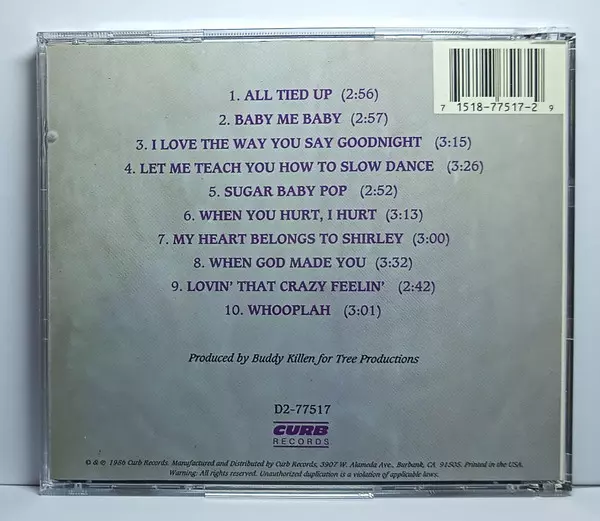 1. ALL TIED UP (2:56)
2. BABY ME BABY (2:57)
3. I LOVE THE WAY YOU SAY GOODNIGHT (3:15)
4. LET ME TEACH YOU HOW TO SLOW DANCE (3:26)
5. SUGAR BABY POP (2:52)
6. WHEN YOU HURT, I HURT (3:13)
7. MY HEART BELONGS TO SHIRLEY (3:00)
8. WHEN GOD MADE YOU (3:32)
9. LOVIN' THAT CRAZY FEELIN' (2:42)
10. WHOOPLAH (3:01)
7 1518-77517-2 9
Produced by Buddy Killen for Tree Productions
D2-77517
CURB
RECORDS
© & ℗ 1986 Curb Records. Manufactured and Distributed by Curb Records, 3907 W. Alameda Ave., Burbank, CA 91505. Printed in the USA.
Warning: All rights reserved. Unauthorized duplication is a violation of applicable laws.